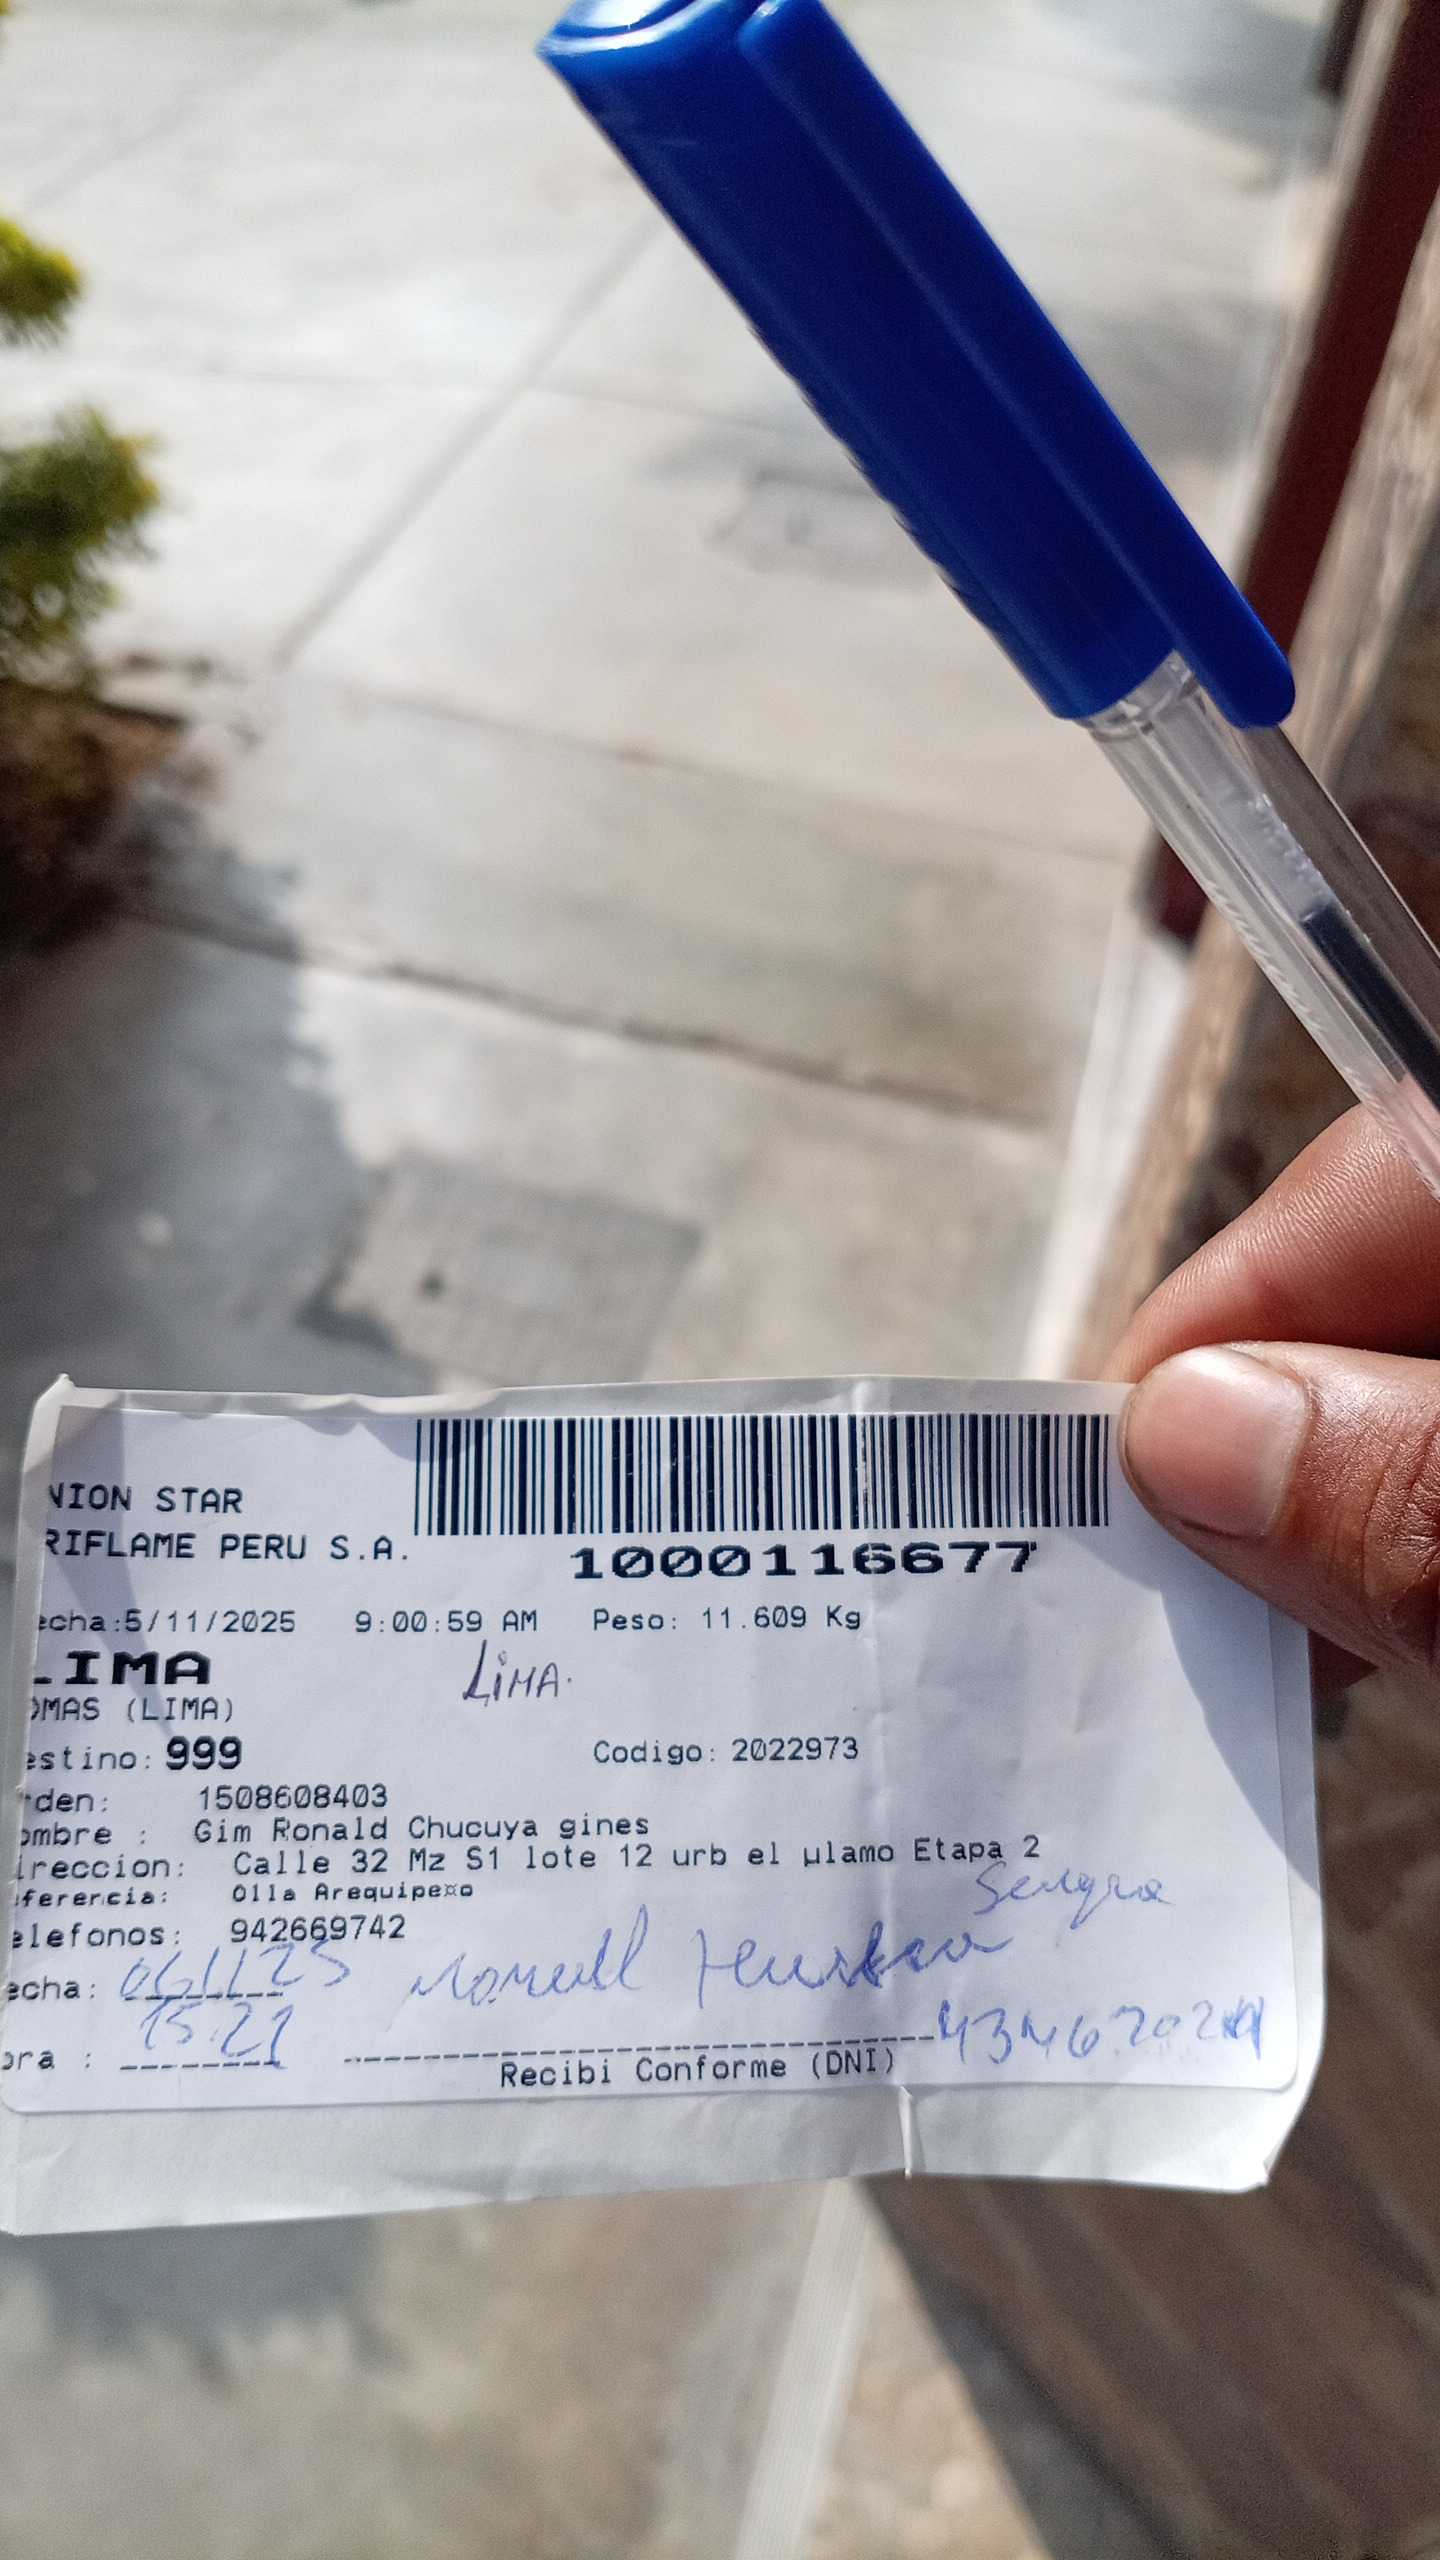 NION STAR
RIFLAME PERU S.A.
1000116677
echa:5/11/2025 9:00:59 AM Peso: 11.609 Kg
LIMA
LiMA.
OMAS (LIMA)
estino: 999 Codigo: 2022973
rden: 1508608403
ombre : Gim Ronald Chucuya gines
ireccion: Calle 32 Mz S1 lote 12 urb el µlamo Etapa 2
ferencia: Olla Arequipe¤o
elefonos: 942669742
echa: 06/11/25
ora : 15:21
Recibi Conforme (DNI)